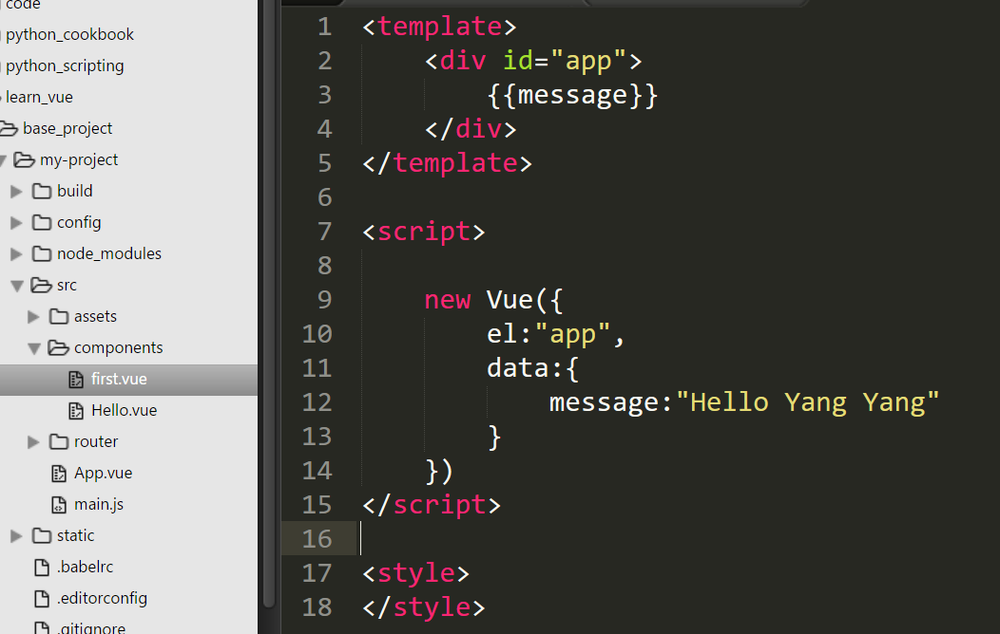 code
python_cookbook
python_scripting
learn_vue
base_project
my-project
build
config
node_modules
src
assets
components
first.vue
Hello.vue
router
App.vue
main.js
static
.babelrc
.editorconfig
.gitignore
1 <template>
2 <div id="app">
3 {{message}}
4 </div>
5 </template>
6
7 <script>
8
9 new Vue({
10 el:"app",
11 data:{
12 message:"Hello Yang Yang"
13 }
14 })
15 </script>
16
17 <style>
18 </style>